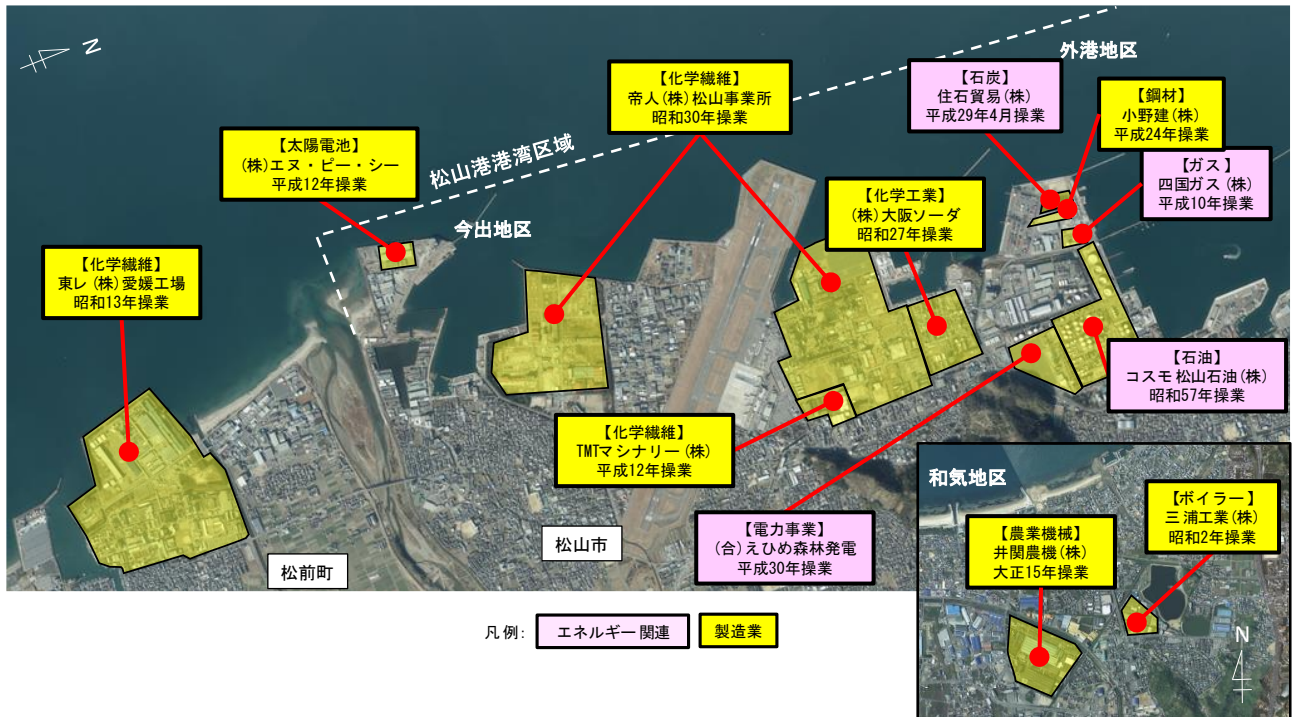 N
外港地区
【化学繊維】
帝人(株)松山事業所
昭和30年操業
【石炭】
住石貿易(株)
平成29年4月操業
【鋼材】
小野建(株)
平成24年操業
【太陽電池】
(株)エヌ・ピー・シー
平成12年操業
松山港港湾区域
【ガス】
四国ガス(株)
平成10年操業
【化学工業】
(株)大阪ソーダ
昭和27年操業
今出地区
【化学繊維】
東レ(株)愛媛工場
昭和13年操業
【石油】
コスモ松山石油(株)
昭和57年操業
【化学繊維】
TMTマシナリー(株)
平成12年操業
【電力事業】
(合)えひめ森林発電
平成30年操業
松山市
松前町
和気地区
【ボイラー】
三浦工業(株)
昭和2年操業
【農業機械】
井関農機(株)
大正15年操業
N
凡例: エネルギー関連 製造業